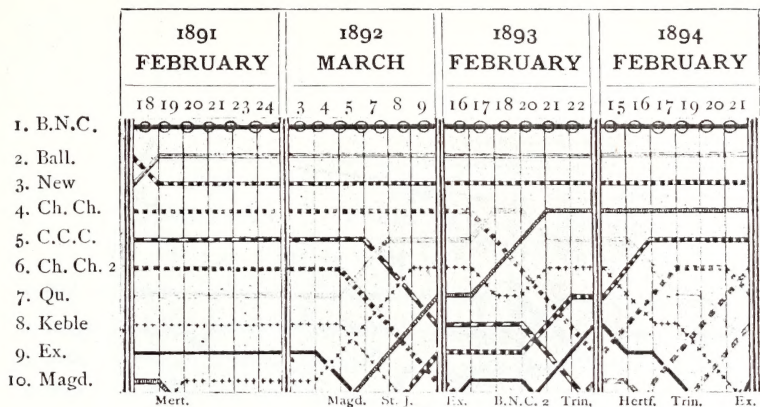 1891 1892 1893 1894
FEBRUARY MARCH FEBRUARY FEBRUARY
18 19 20 21 23 24 3 4 5 7 8 9 16 17 18 20 21 22 15 16 17 19 20 21
1. B.N.C.
2. Ball.
3. New
4. Ch. Ch.
5. C.C.C.
6. Ch. Ch. 2
7. Qu.
8. Keble
9. Ex.
10. Magd.
Mert. Magd. St. J. Ex. B.N.C. 2 Trin. Hertf. Trin. Ex.